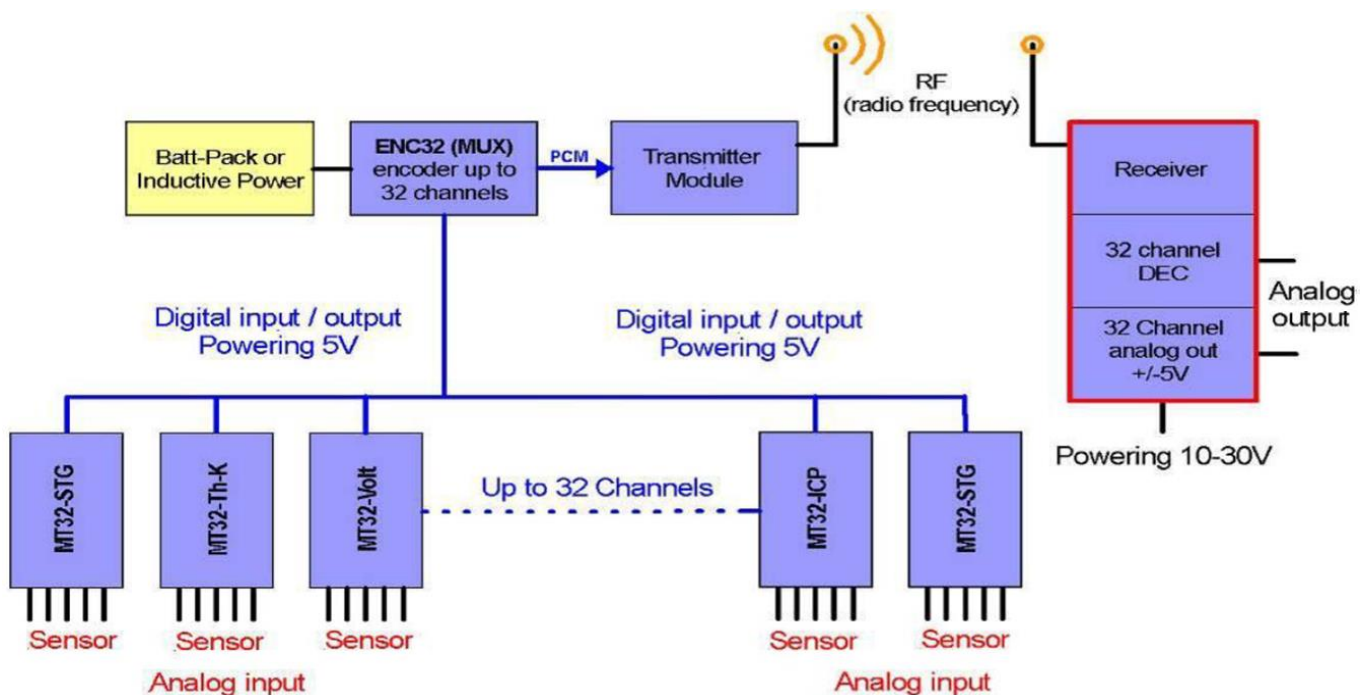 RF
(radio frequency)
Batt-Pack or
Inductive Power
ENC32 (MUX)
encoder up to
32 channels
PCM
Transmitter
Module
Receiver
32 channel
DEC
32 Channel
analog out
+/-5V
Analog
output
Powering 10-30V
Digital input / output
Powering 5V
Digital input / output
Powering 5V
MT32-STG
MT32-Th-K
MT32-Volt
Up to 32 Channels
MT32-ICP
MT32-STG
Sensor
Sensor
Sensor
Sensor
Sensor
Analog input
Analog input